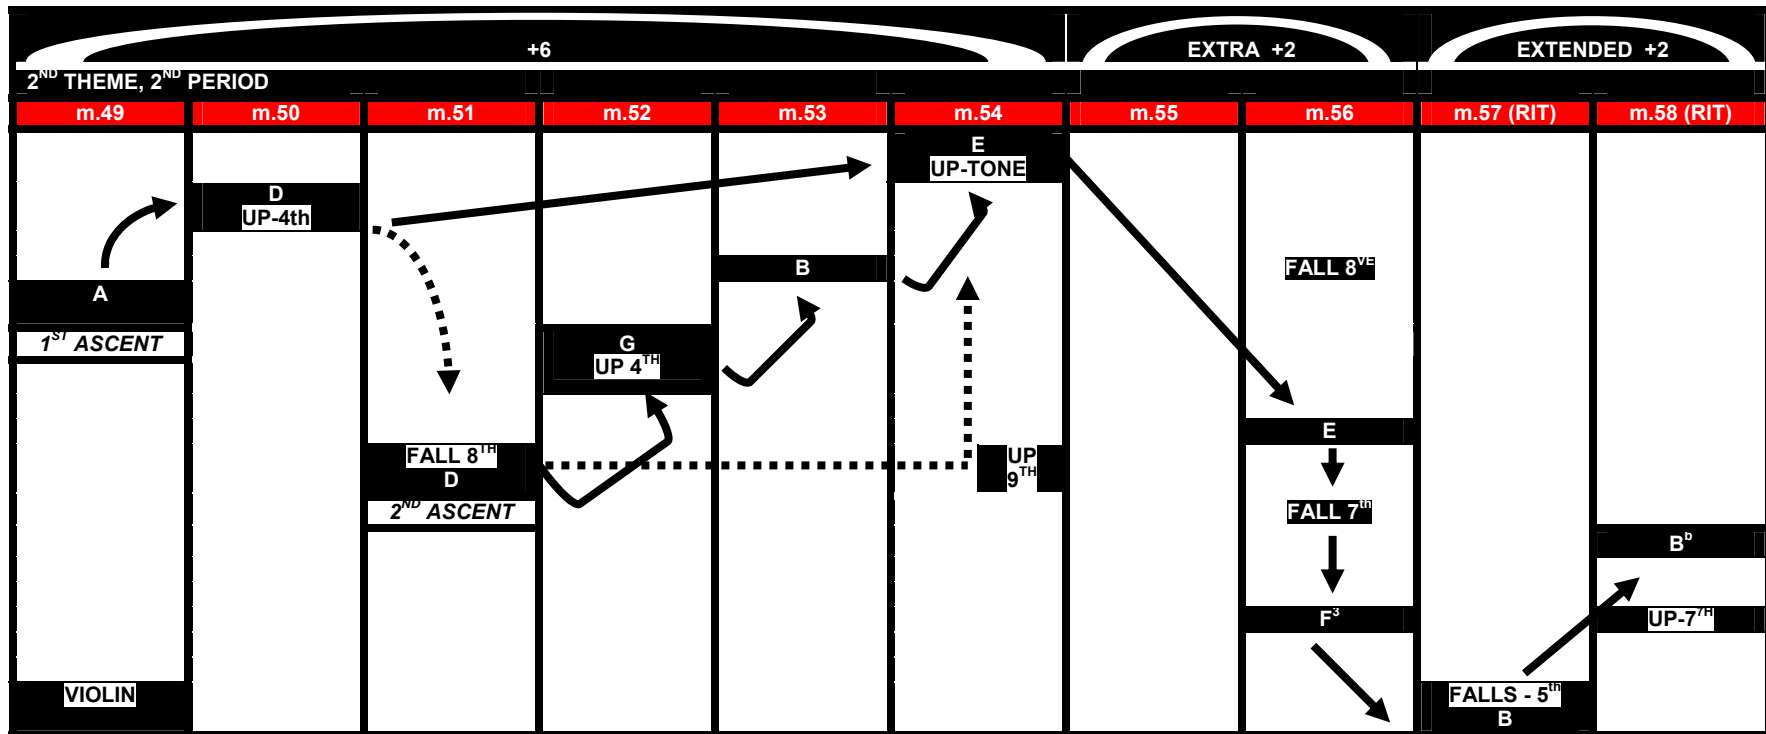 +6 EXTRA +2 EXTENDED +2
2ND THEME, 2ND PERIOD
m.49 m.50 m.51 m.52 m.53 m.54 m.55 m.56 m.57 (RIT) m.58 (RIT)
E
UP-TONE
D
UP-4th
B
FALL 8VE
A
1ST ASCENT
G
UP 4TH
E
FALL 8TH
D
UP
9TH
2ND ASCENT
FALL 7th
Bb
F3
UP-77H
VIOLIN
FALLS - 5th
B